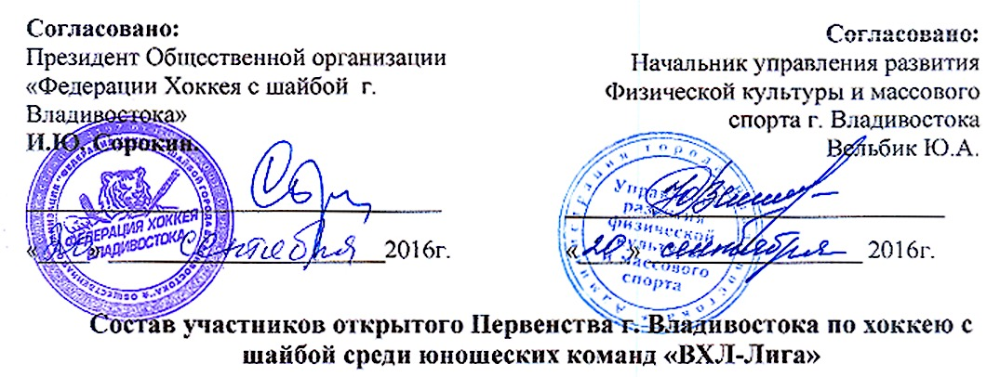 Согласовано:
Президент Общественной организации
«Федерации Хоккея с шайбой г.
Владивостока»
И.Ю. Сорокин.
« » сентября 2016г.
Согласовано:
Начальник управления развития
Физической культуры и массового
спорта г. Владивостока
Вельбик Ю.А.
«20» сентября 2016г.
ФЕДЕРАЦИЯ ХОККЕЯ
ВЛАДИВОСТОКА
Управление
развития
физической
культуры
и массового
спорта
Состав участников открытого Первенства г. Владивостока по хоккею с
шайбой среди юношеских команд «ВХЛ-Лига»